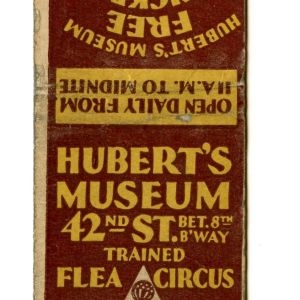 HUBERT'S MUSEUM
FREE
OPEN DAILY FROM
11 A.M. TO MIDNITE
HUBERT'S
MUSEUM
42ND ST. BET. 8TH
B'WAY
TRAINED
FLEA CIRCUS